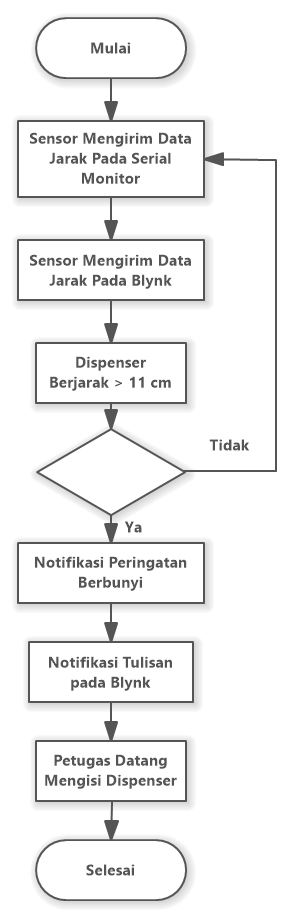 Mulai
Sensor Mengirim Data
Jarak Pada Serial
Monitor
Sensor Mengirim Data
Jarak Pada Blynk
Dispenser
Berjarak > 11 cm
Tidak
Ya
Notifikasi Peringatan
Berbunyi
Notifikasi Tulisan
pada Blynk
Petugas Datang
Mengisi Dispenser
Selesai